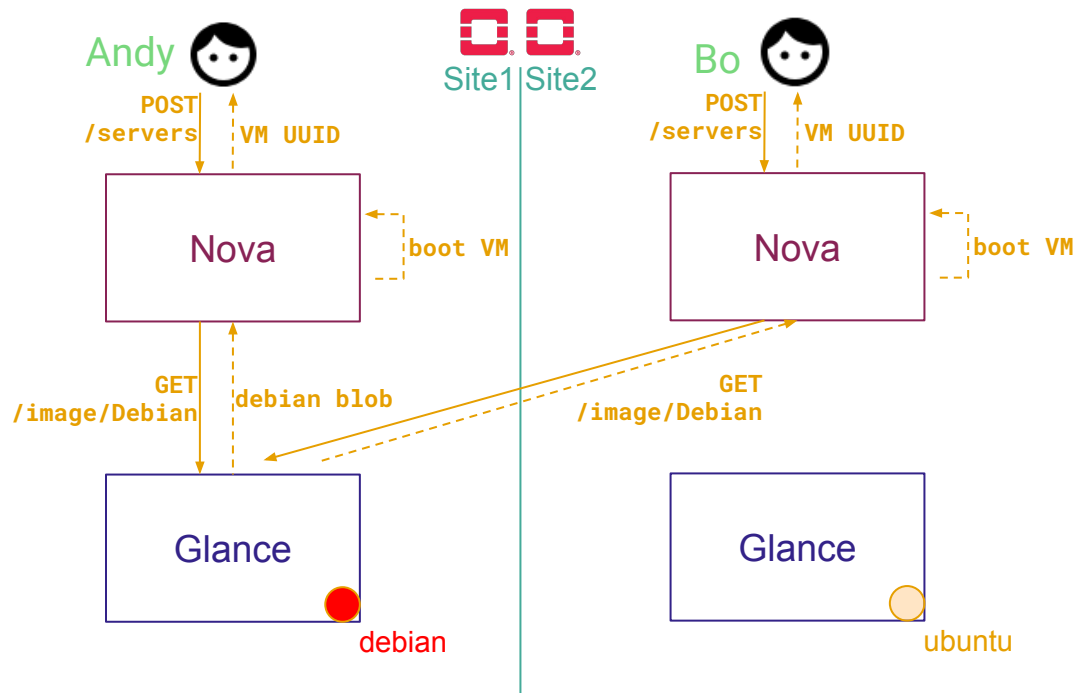 Andy
Bo
Site1 Site2
POST
/servers
VM UUID
POST
/servers
VM UUID
Nova
boot VM
Nova
boot VM
GET
/image/Debian
debian blob
GET
/image/Debian
Glance
Glance
debian
ubuntu